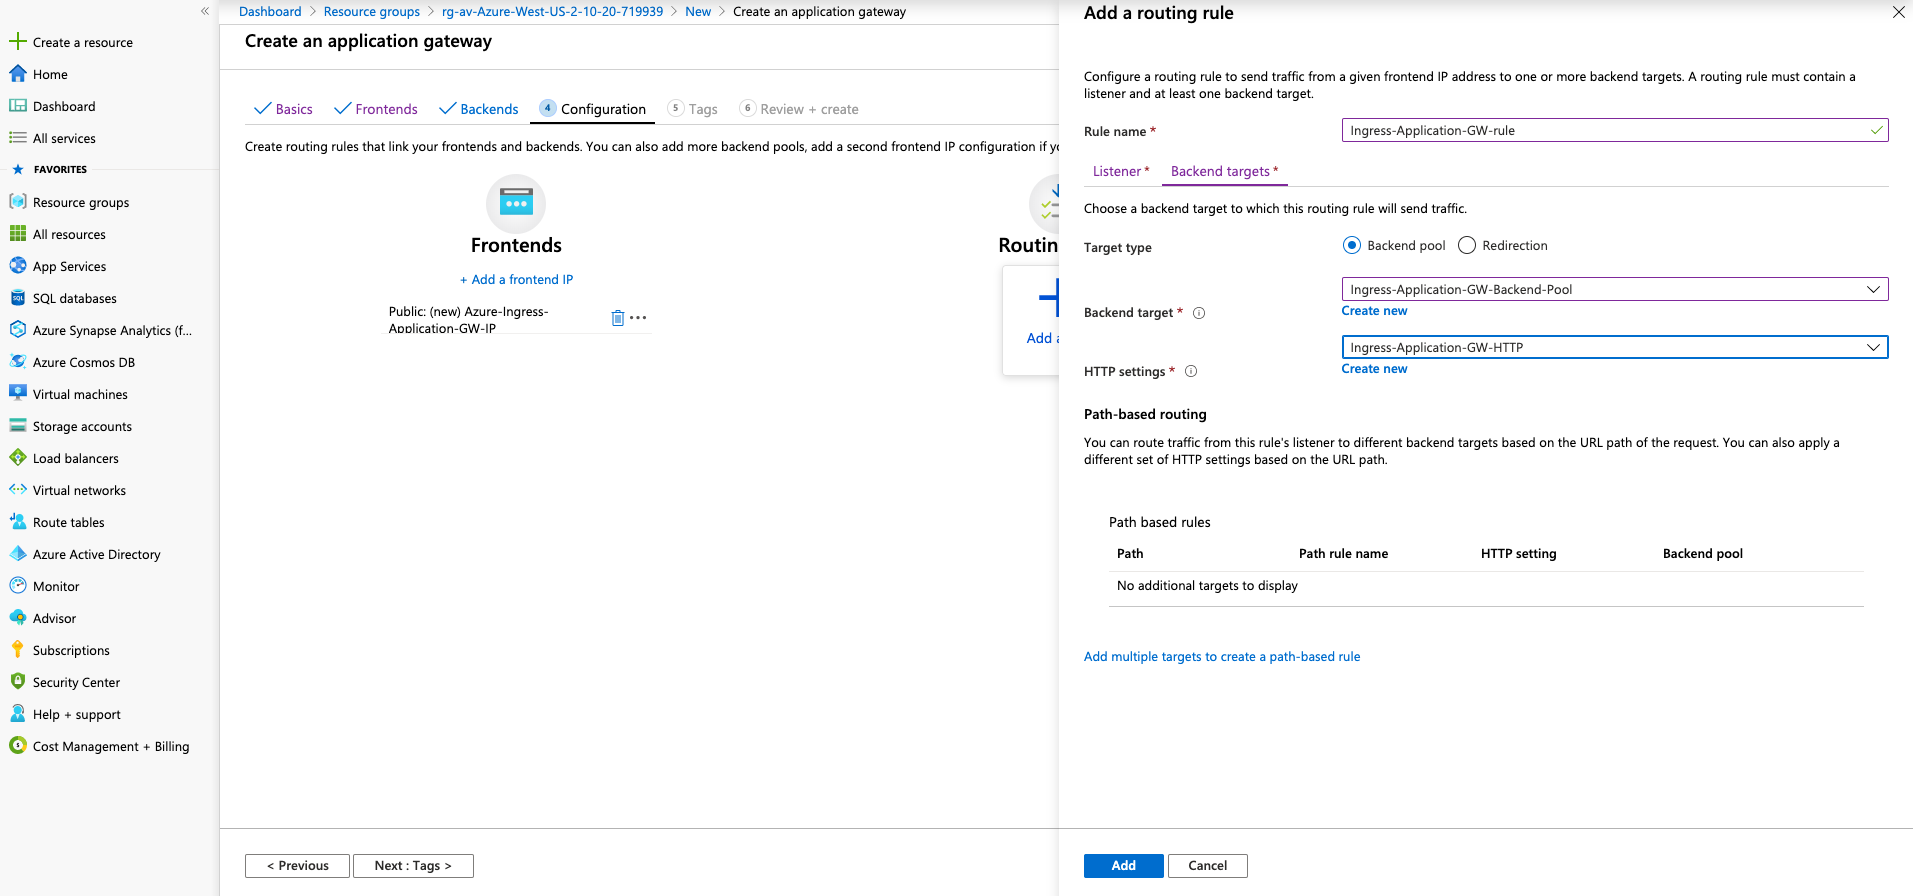 «
Create a resource
Home
Dashboard
All services
FAVORITES
Resource groups
All resources
App Services
SQL databases
Azure Synapse Analytics (f...
Azure Cosmos DB
Virtual machines
Storage accounts
Load balancers
Virtual networks
Route tables
Azure Active Directory
Monitor
Advisor
Subscriptions
Security Center
Help + support
Cost Management + Billing
Dashboard > Resource groups > rg-av-Azure-West-US-2-10-20-719939 > New > Create an application gateway
Create an application gateway
Basics Frontends Backends 4 Configuration 5 Tags 6 Review + create
Create routing rules that link your frontends and backends. You can also add more backend pools, add a second frontend IP configuration if yo
Frontends
+ Add a frontend IP
Public: (new) Azure-Ingress-
Application-GW-IP
Routin
Add a
< Previous
Next : Tags >
Add a routing rule
Configure a routing rule to send traffic from a given frontend IP address to one or more backend targets. A routing rule must contain a
listener and at least one backend target.
Rule name * Ingress-Application-GW-rule
Listener * Backend targets *
Choose a backend target to which this routing rule will send traffic.
Target type Backend pool Redirection
Ingress-Application-GW-Backend-Pool
Backend target * Create new
Ingress-Application-GW-HTTP
HTTP settings * Create new
Path-based routing
You can route traffic from this rule's listener to different backend targets based on the URL path of the request. You can also apply a
different set of HTTP settings based on the URL path.
Path based rules
Path Path rule name HTTP setting Backend pool
No additional targets to display
Add multiple targets to create a path-based rule
Add Cancel